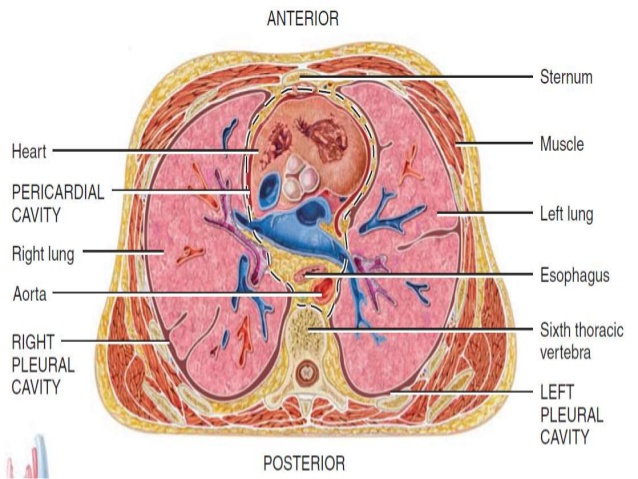 ANTERIOR
Sternum
Muscle
Heart
PERICARDIAL
CAVITY
Left lung
Right lung
Esophagus
Aorta
Sixth thoracic
vertebra
RIGHT
PLEURAL
CAVITY
LEFT
PLEURAL
CAVITY
POSTERIOR